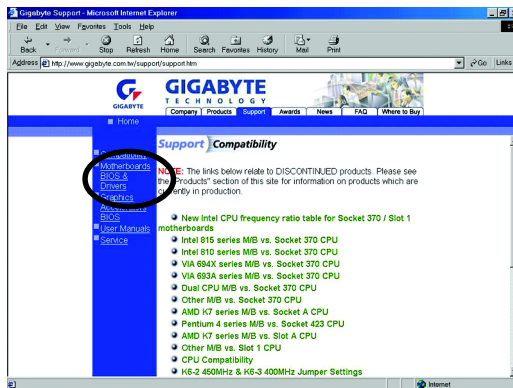 Gigabyte Support - Microsoft Internet Explorer
File Edit View Favorites Tools Help
Back Forward Stop Refresh Home Search Favorites History Mail Print
Address http://www.gigabyte.com.tw/support/support.htm Go Links
GIGABYTE
GIGABYTE
TECHNOLOGY
Company Products Support Awards News FAQ Where to Buy
Home
Support Compatibility
Compatibility
Motherboards
BIOS &
Drivers
Graphics
Accelerators
BIOS
User Manuals
Service
NOTE: The links below relate to DISCONTINUED products. Please see
the "Products" section of this site for information on products which are
currently in production.
New Intel CPU frequency ratio table for Socket 370 / Slot 1
motherboards
Intel 815 series M/B vs. Socket 370 CPU
Intel 810 series M/B vs. Socket 370 CPU
VIA 694X series M/B vs. Socket 370 CPU
VIA 693A series M/B vs. Socket 370 CPU
Dual CPU M/B vs. Socket 370 CPU
Other M/B vs. Socket 370 CPU
AMD K7 series M/B vs. Socket A CPU
Pentium 4 series M/B vs. Socket 423 CPU
AMD K7 series M/B vs. Slot A CPU
Other M/B vs. Slot 1 CPU
CPU Compatibility
K6-2 450MHz & K6-3 400MHz Jumper Settings
Internet